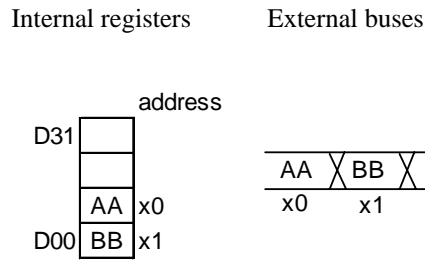 Internal registers External buses
address
D31
AA BB
AA x0 x0 x1
D00 BB x1